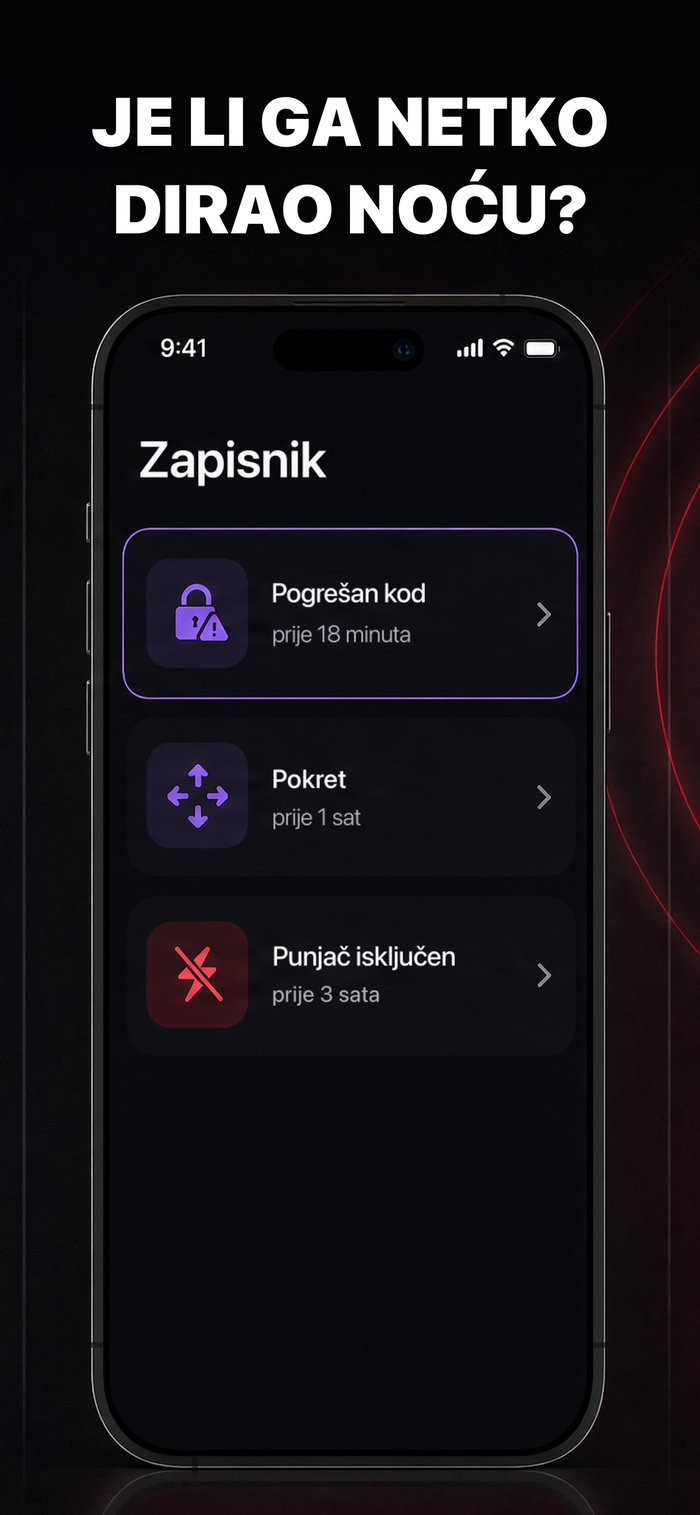 JE LI GA NETKO
DIRAO NOĆU?
9:41
Zapisnik
Pogrešan kod
prije 18 minuta
Pokret
prije 1 sat
Punjač isključen
prije 3 sata